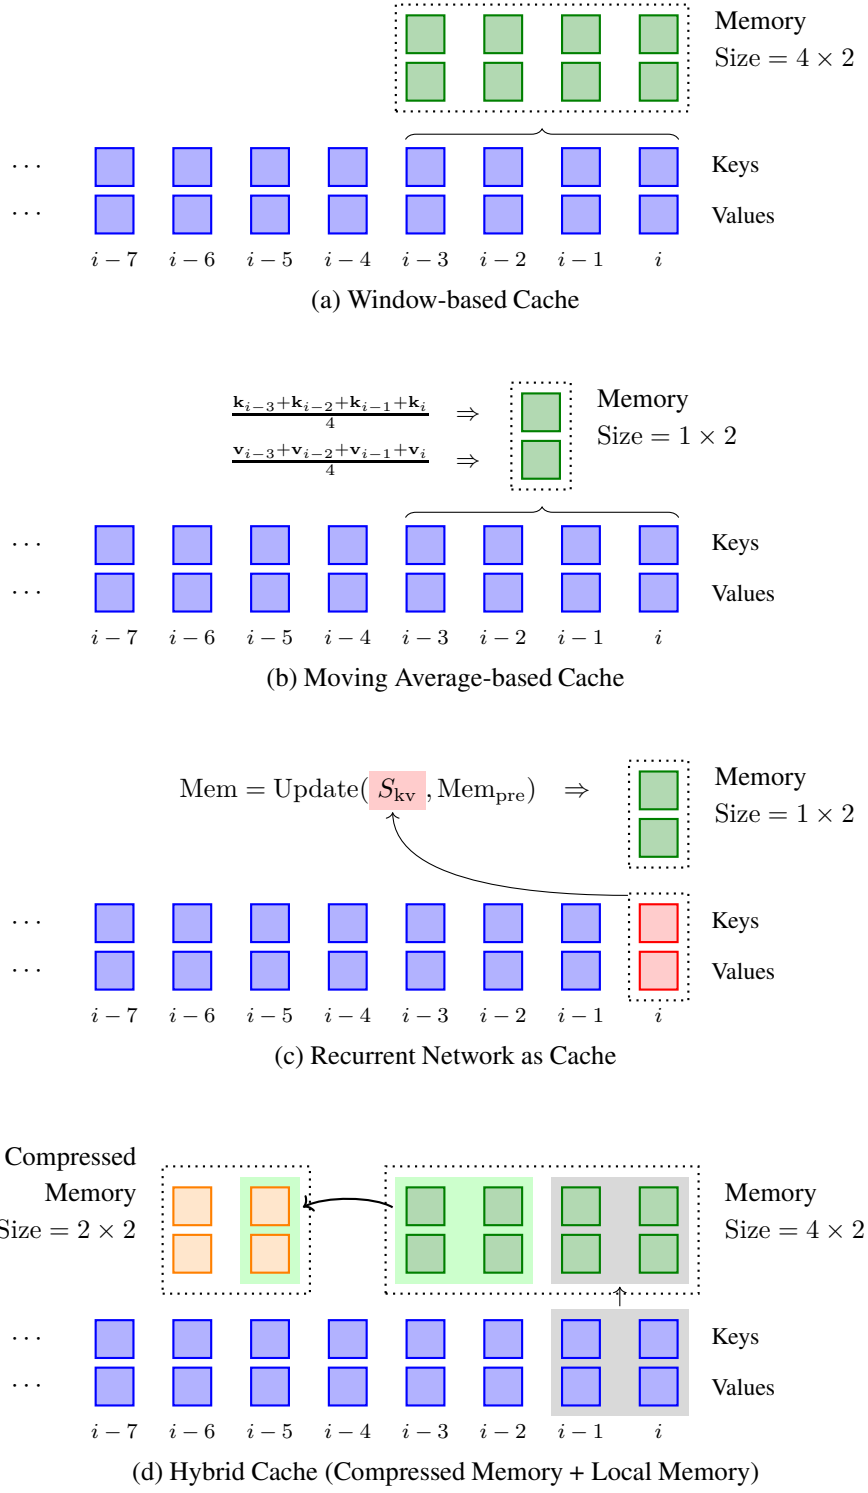 Memory
Size = 4 × 2
··· Keys
··· Values
i − 7 i − 6 i − 5 i − 4 i − 3 i − 2 i − 1 i
(a) Window-based Cache
(k_{i−3}+k_{i−2}+k_{i−1}+k_i)/4 ⇒ Memory
(v_{i−3}+v_{i−2}+v_{i−1}+v_i)/4 ⇒ Size = 1 × 2
··· Keys
··· Values
i − 7 i − 6 i − 5 i − 4 i − 3 i − 2 i − 1 i
(b) Moving Average-based Cache
Mem = Update( S_kv , Mem_pre) ⇒ Memory
Size = 1 × 2
··· Keys
··· Values
i − 7 i − 6 i − 5 i − 4 i − 3 i − 2 i − 1 i
(c) Recurrent Network as Cache
Compressed
Memory
Size = 2 × 2
Memory
Size = 4 × 2
··· Keys
··· Values
i − 7 i − 6 i − 5 i − 4 i − 3 i − 2 i − 1 i
(d) Hybrid Cache (Compressed Memory + Local Memory)